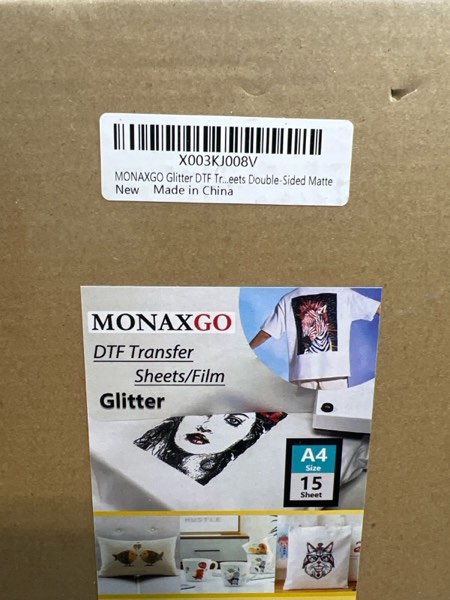 X003KJ008V
MONAXGO Glitter DTF Tr...eets Double-Sided Matte
New Made in China
MONAXGO
DTF Transfer
Sheets/Film
Glitter
A4
Size
15
Sheet
HUSTLE